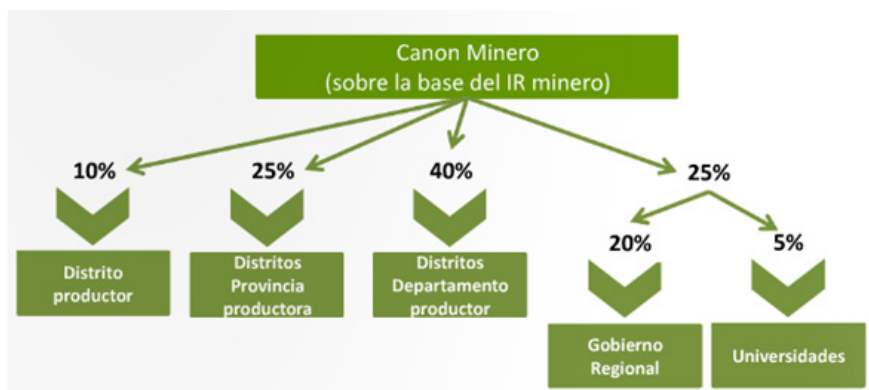 Canon Minero
(sobre la base del IR minero)
10%
25%
40%
25%
20%
5%
Distrito
productor
Distritos
Provincia
productora
Distritos
Departamento
productor
Gobierno
Regional
Universidades